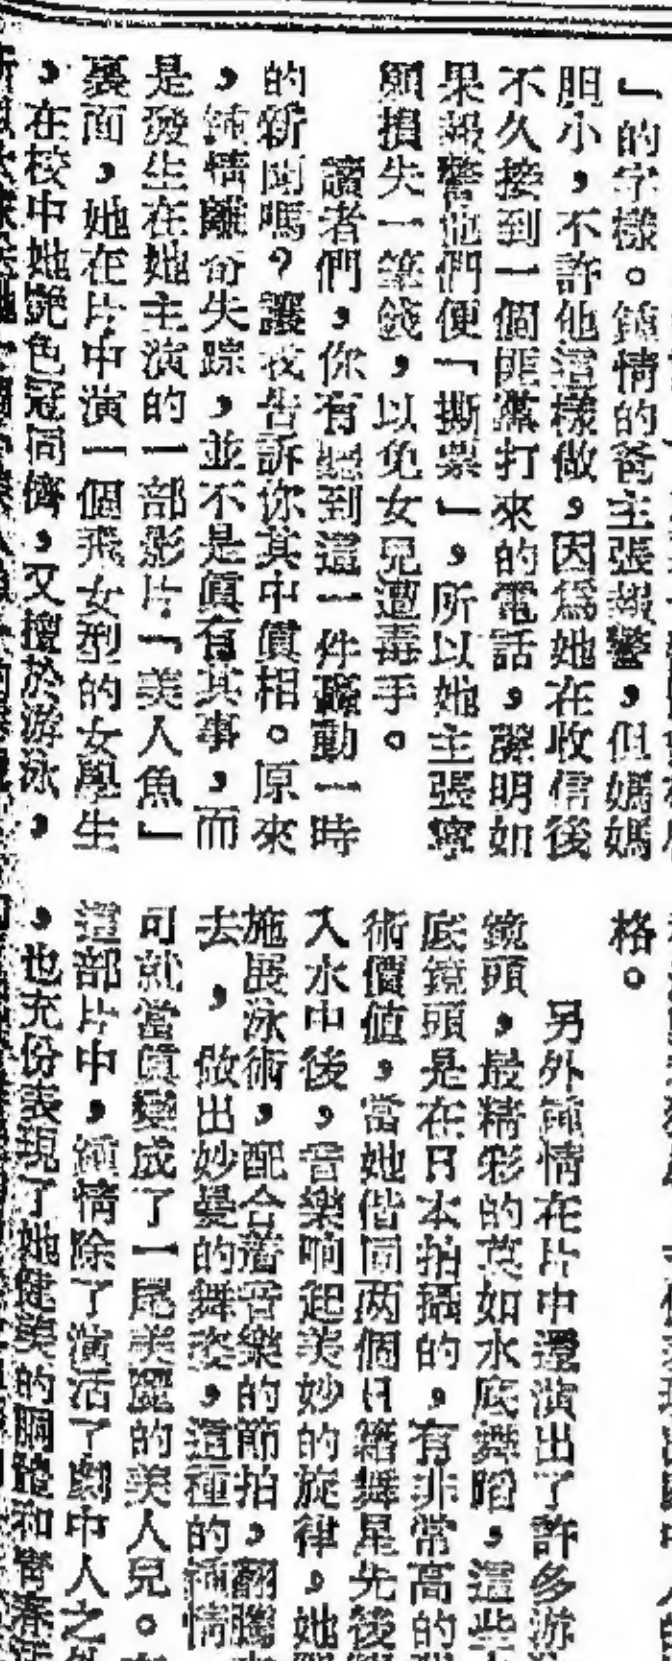 」的字樣。鍾情的爸主張報警,但媽媽
胆小,不許他這樣做,因爲她在收信後
不久接到一個匪黨打來的電話,說明如
果報警他們便「撕票」,所以她主張寧
願損失一筆錢,以免女兒遭毒手。
讀者們,你有聽到這一件轟動一時
的新聞嗎?讓我告訴你其中眞相。原來
,鍾情離奇失踪,並不是眞有其事,而
是發生在她主演的一部影片「美人魚」
裏面,她在片中演一個飛女型的女學生
,在校中她艷色冠同儕,又擅於游泳,
格。
另外鍾情在片中還演出了許多游
鏡頭,最精彩的莫如水底舞蹈,這些
底鏡頭是在日本拍攝的,有非常高的
術價值,當她偕同两個日籍舞星先後
入水中後,音樂响起美妙的旋律,她
施展泳術,配合着音樂的節拍,翻騰
去,做出妙曼的舞姿,這種的鍾情
可就當眞變成了一尾美麗的美人兒。
這部片中,鍾情除了演活了劇中人之外
,也充份表現了她健美的胴體和青春